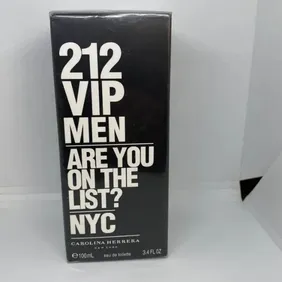 212
VIP
MEN
ARE YOU
ON THE
LIST?
NYC
CAROLINA HERRERA
NEW YORK
℮100mL eau de toilette 3.4 FL. OZ